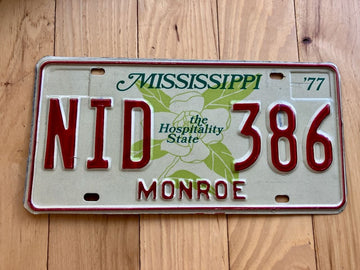 MISSISSIPPI '77
NID 386
the
Hospitality
State
MONROE